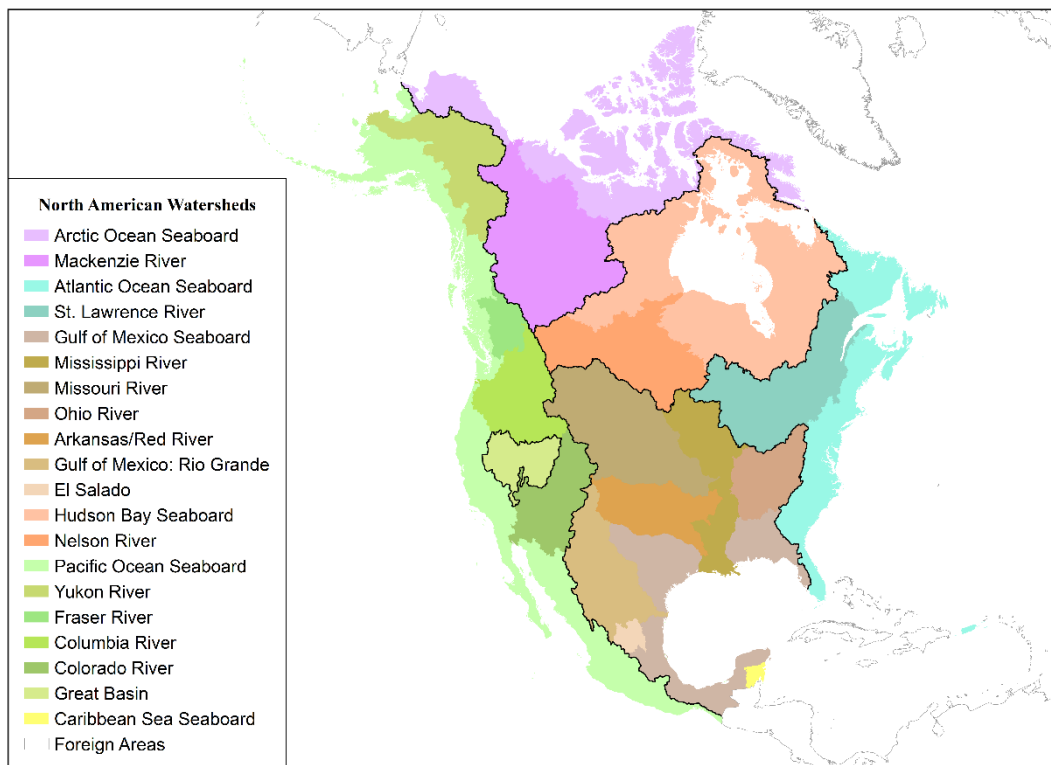 North American Watersheds
Arctic Ocean Seaboard
Mackenzie River
Atlantic Ocean Seaboard
St. Lawrence River
Gulf of Mexico Seaboard
Mississippi River
Missouri River
Ohio River
Arkansas/Red River
Gulf of Mexico: Rio Grande
El Salado
Hudson Bay Seaboard
Nelson River
Pacific Ocean Seaboard
Yukon River
Fraser River
Columbia River
Colorado River
Great Basin
Caribbean Sea Seaboard
Foreign Areas